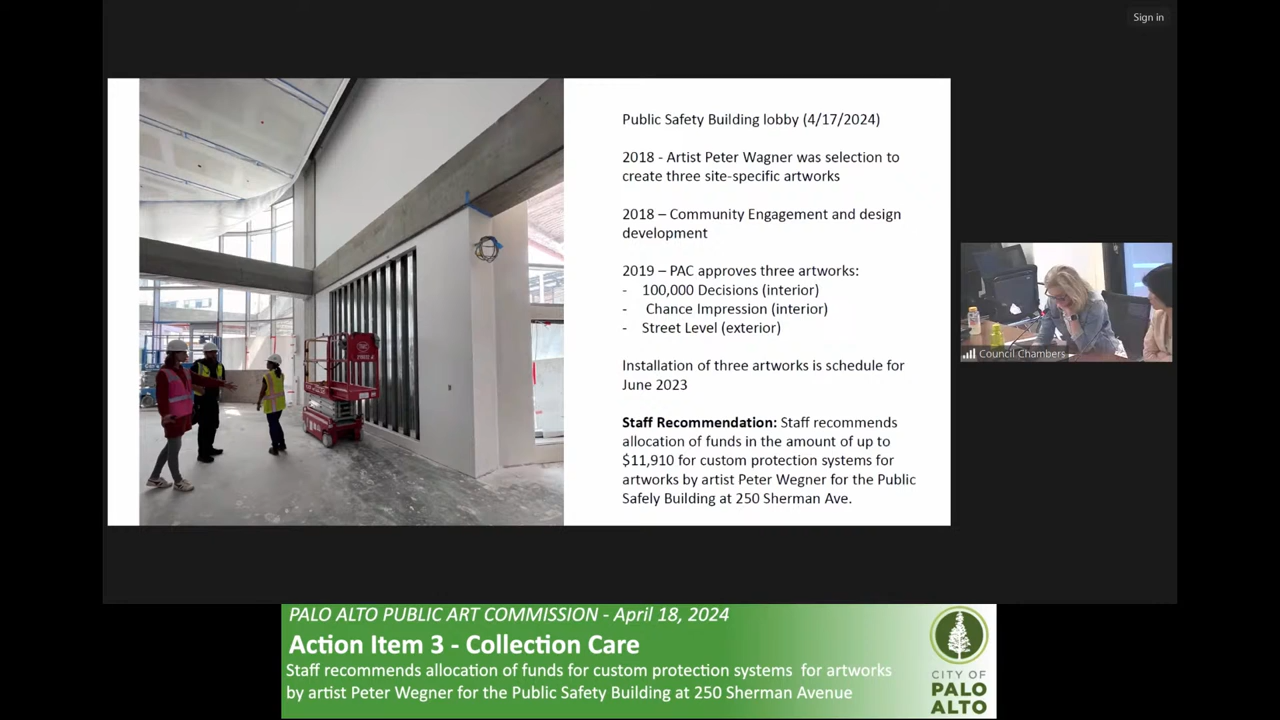 Sign in
Public Safety Building lobby (4/17/2024)
2018 - Artist Peter Wagner was selection to
create three site-specific artworks
2018 – Community Engagement and design
development
2019 – PAC approves three artworks:
- 100,000 Decisions (interior)
- Chance Impression (interior)
- Street Level (exterior)
Installation of three artworks is schedule for
June 2023
Staff Recommendation: Staff recommends
allocation of funds in the amount of up to
$11,910 for custom protection systems for
artworks by artist Peter Wegner for the Public
Safely Building at 250 Sherman Ave.
Council Chambers
PALO ALTO PUBLIC ART COMMISSION - April 18, 2024
Action Item 3 - Collection Care
Staff recommends allocation of funds for custom protection systems for artworks
by artist Peter Wegner for the Public Safety Building at 250 Sherman Avenue
CITY OF
PALO
ALTO